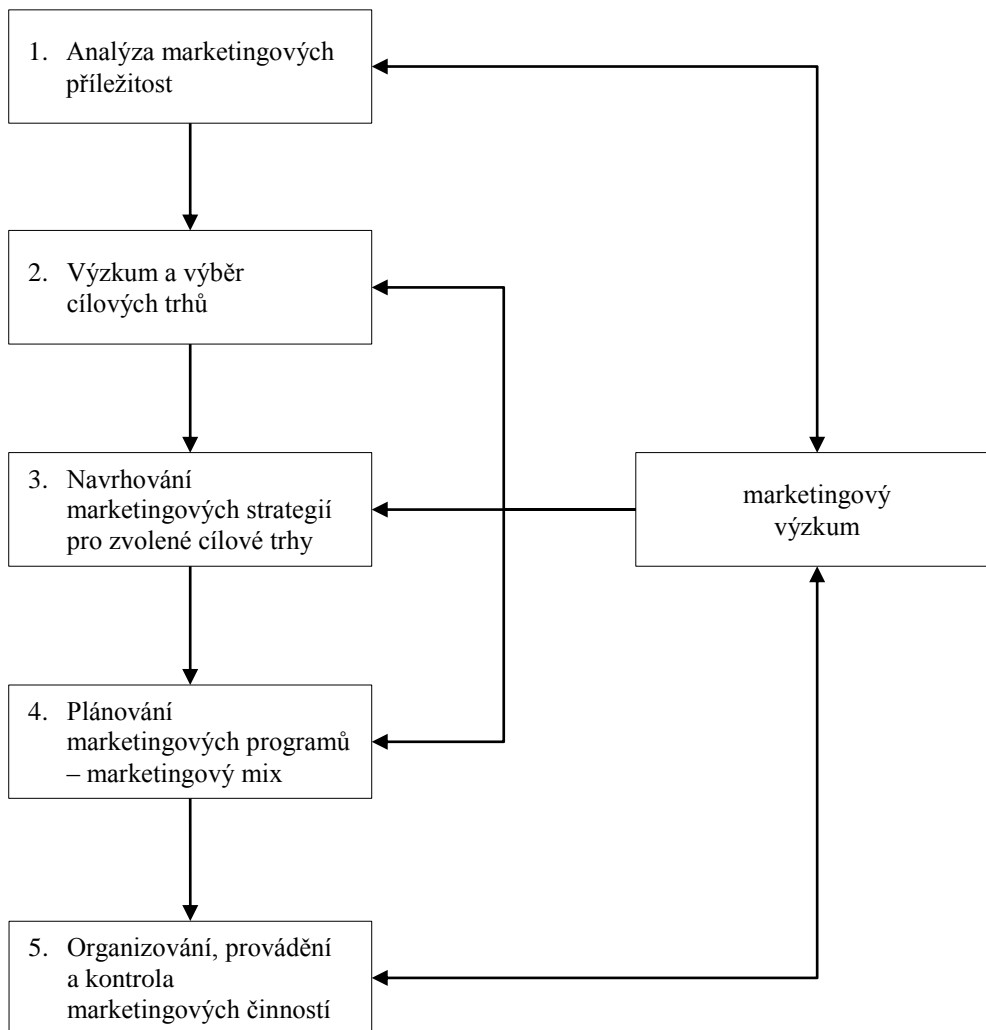 1. Analýza marketingových
příležitost
2. Výzkum a výběr
cílových trhů
3. Navrhování
marketingových strategií
pro zvolené cílové trhy
marketingový
výzkum
4. Plánování
marketingových programů
– marketingový mix
5. Organizování, provádění
a kontrola
marketingových činností